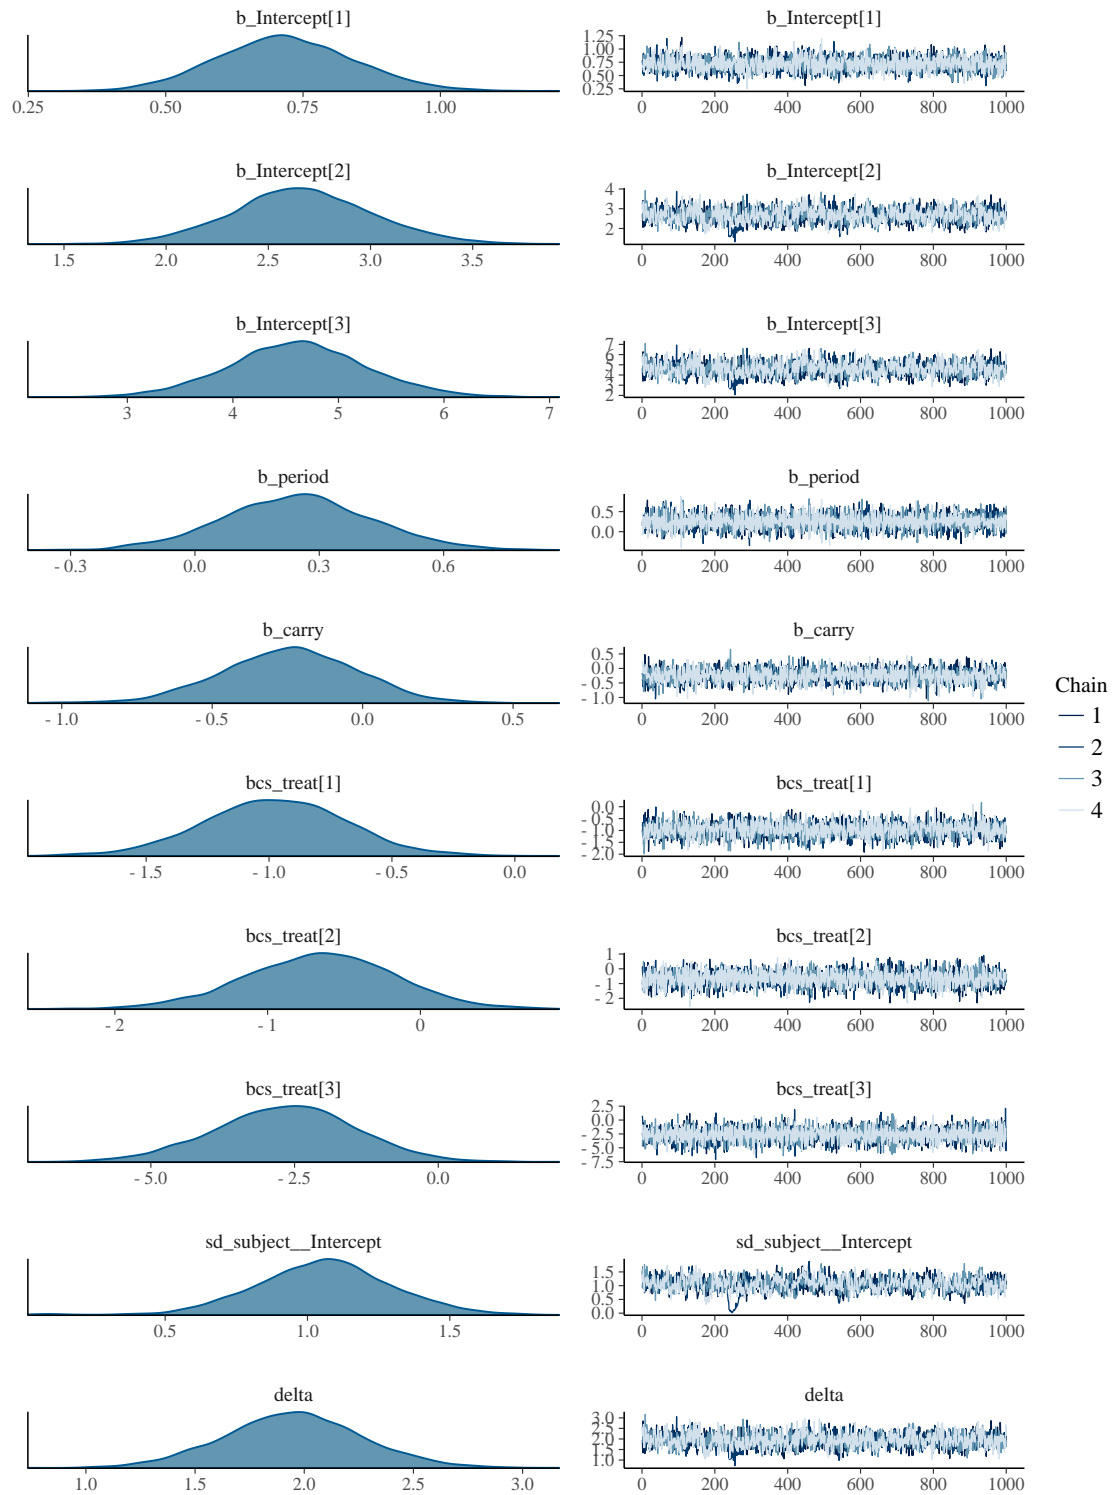 b_Intercept[1] b_Intercept[1]
1.25
1.00
0.75
0.50
0.25
0.25 0.50 0.75 1.00 0 200 400 600 800 1000
b_Intercept[2] b_Intercept[2]
4
3
2
1.5 2.0 2.5 3.0 3.5 0 200 400 600 800 1000
b_Intercept[3] b_Intercept[3]
7
6
5
4
3
2
3 4 5 6 7 0 200 400 600 800 1000
b_period b_period
0.5
0.0
-0.3 0.0 0.3 0.6 0 200 400 600 800 1000
b_carry b_carry
0.5
0.0
-0.5
-1.0
-1.0 -0.5 0.0 0.5 0 200 400 600 800 1000
Chain
1
2
3
4
bcs_treat[1] bcs_treat[1]
0.0
-0.5
-1.0
-1.5
-2.0
-1.5 -1.0 -0.5 0.0 0 200 400 600 800 1000
bcs_treat[2] bcs_treat[2]
1
0
-1
-2
-2 -1 0 0 200 400 600 800 1000
bcs_treat[3] bcs_treat[3]
2.5
0.0
-2.5
-5.0
-7.5
-5.0 -2.5 0.0 0 200 400 600 800 1000
sd_subject__Intercept sd_subject__Intercept
1.5
1.0
0.5
0.0
0.5 1.0 1.5 0 200 400 600 800 1000
delta delta
3.0
2.5
2.0
1.5
1.0
1.0 1.5 2.0 2.5 3.0 0 200 400 600 800 1000